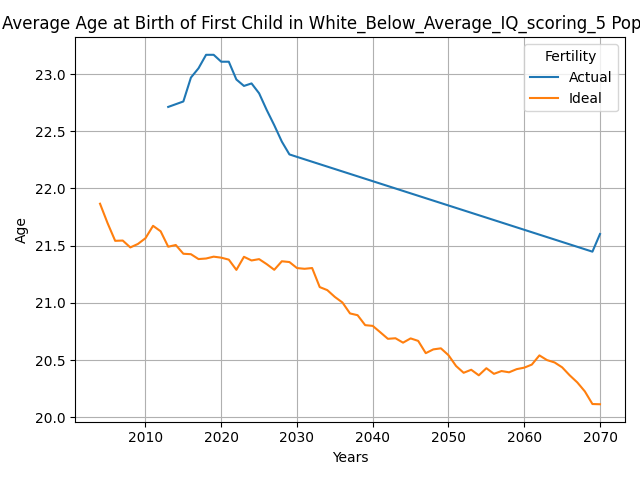 Average Age at Birth of First Child in White_Below_Average_IQ_scoring_5 Pop
Fertility
Actual
Ideal
Age
23.0
22.5
22.0
21.5
21.0
20.5
20.0
2010 2020 2030 2040 2050 2060 2070
Years